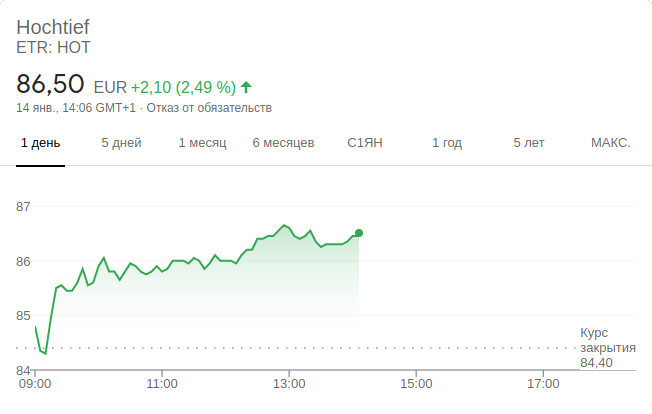 Hochtief
ETR: HOT
86,50 EUR +2,10 (2,49 %)
14 янв., 14:06 GMT+1 · Отказ от обязательств
1 день 5 дней 1 месяц 6 месяцев С1ЯН 1 год 5 лет МАКС.
87
86
85
Курс
закрытия
84,40
84
09:00 11:00 13:00 15:00 17:00